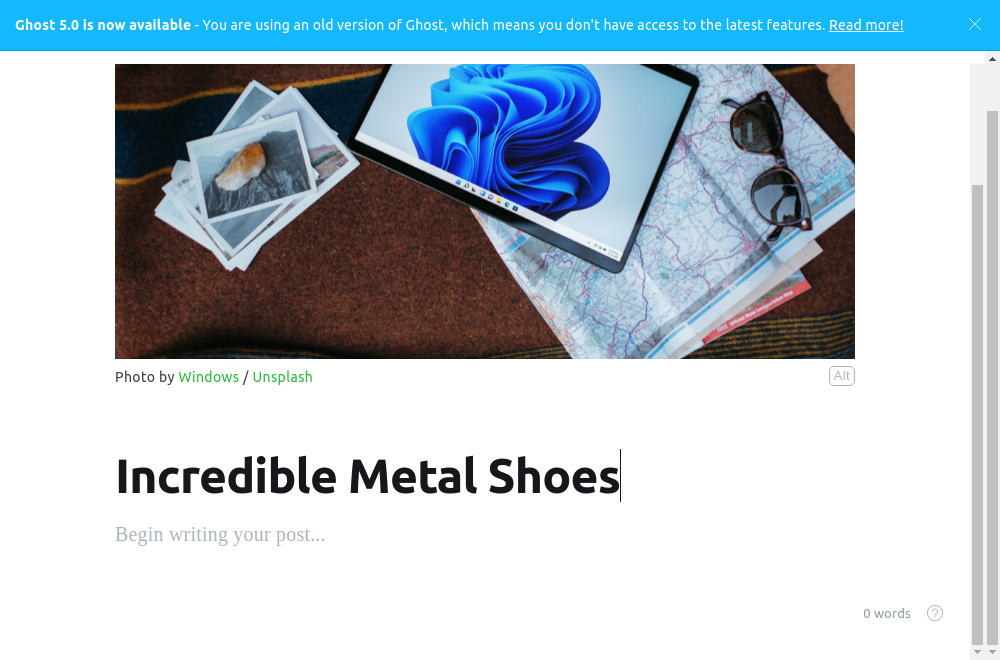 Ghost 5.0 is now available - You are using an old version of Ghost, which means you don't have access to the latest features. Read more!
Photo by Windows / Unsplash
Alt
Incredible Metal Shoes
Begin writing your post...
0 words
?